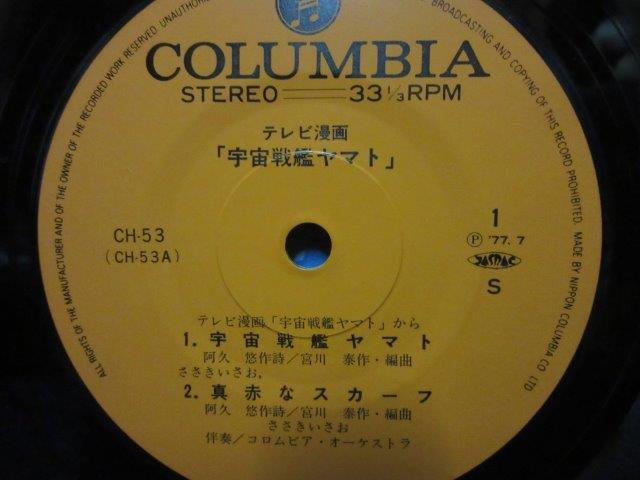 COLUMBIA
STEREO 33 1/3 RPM
テレビ漫画
「宇宙戦艦ヤマト」
CH-53
(CH-53A)
1
Ⓟ '77. 7
JASRAC
S
テレビ漫画「宇宙戦艦ヤマト」から
1. 宇宙戦艦ヤマト
阿久 悠作詩/宮川 泰作・編曲
ささきいさお.
2. 真赤なスカーフ
阿久 悠作詩/宮川 泰作・編曲
ささきいさお
伴奏/コロムビア・オーケストラ
ALL RIGHTS OF THE MANUFACTURER AND OF THE OWNER OF THE RECORDED WORK RESERVED UNAUTHORI
BROADCASTING AND COPYING OF THIS RECORD PROHIBITED. MADE BY NIPPON COLUMBIA CO LTD